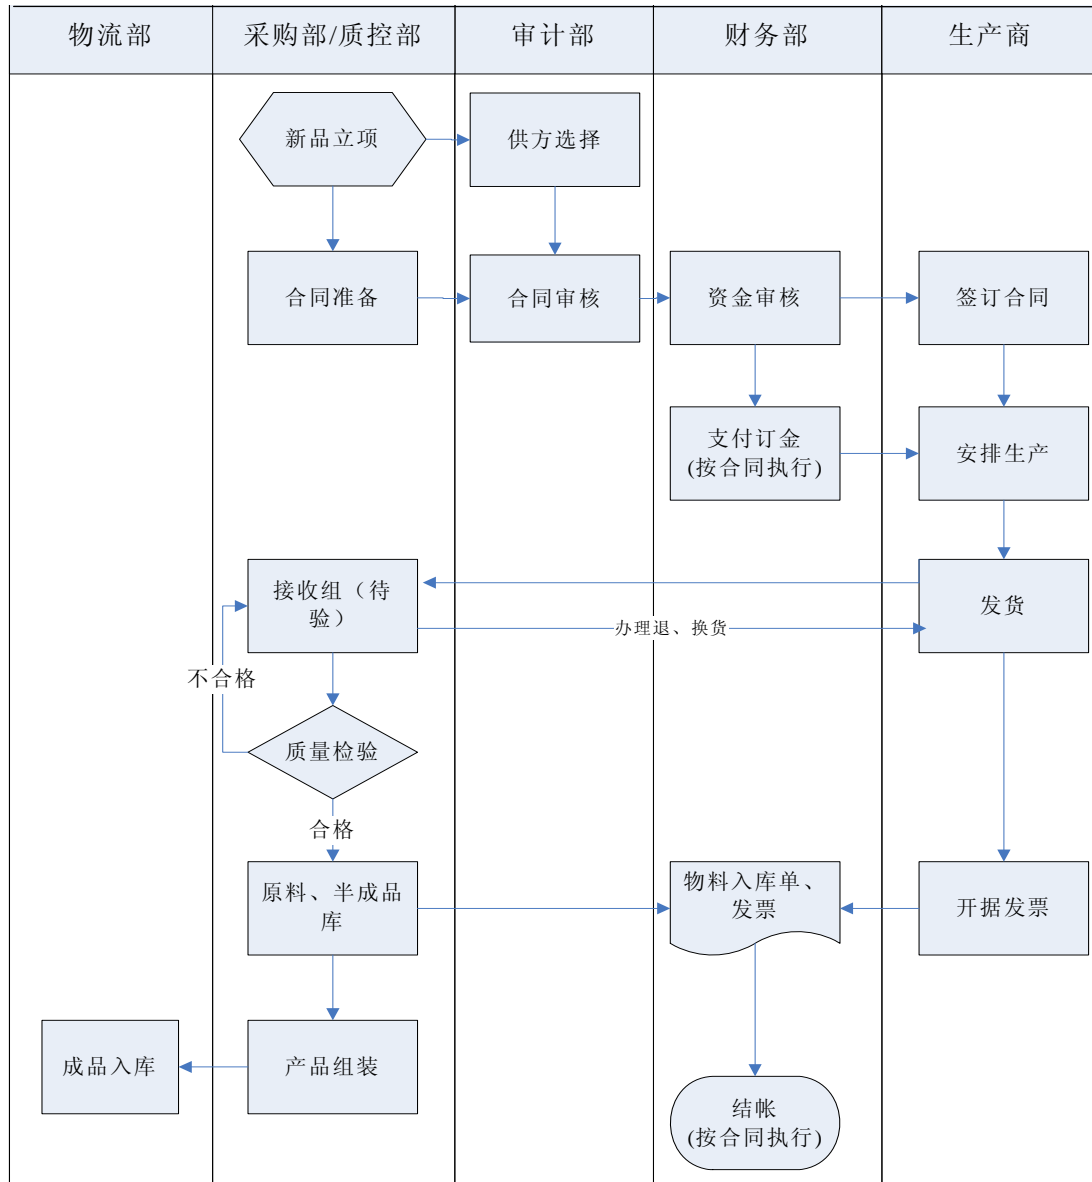 物流部
采购部/质控部
审计部
财务部
生产商
新品立项
供方选择
合同准备
合同审核
资金审核
签订合同
支付订金
(按合同执行)
安排生产
接收组（待
验）
发货
办理退、换货
不合格
质量检验
合格
原料、半成品
库
物料入库单、
发票
开据发票
成品入库
产品组装
结帐
(按合同执行)